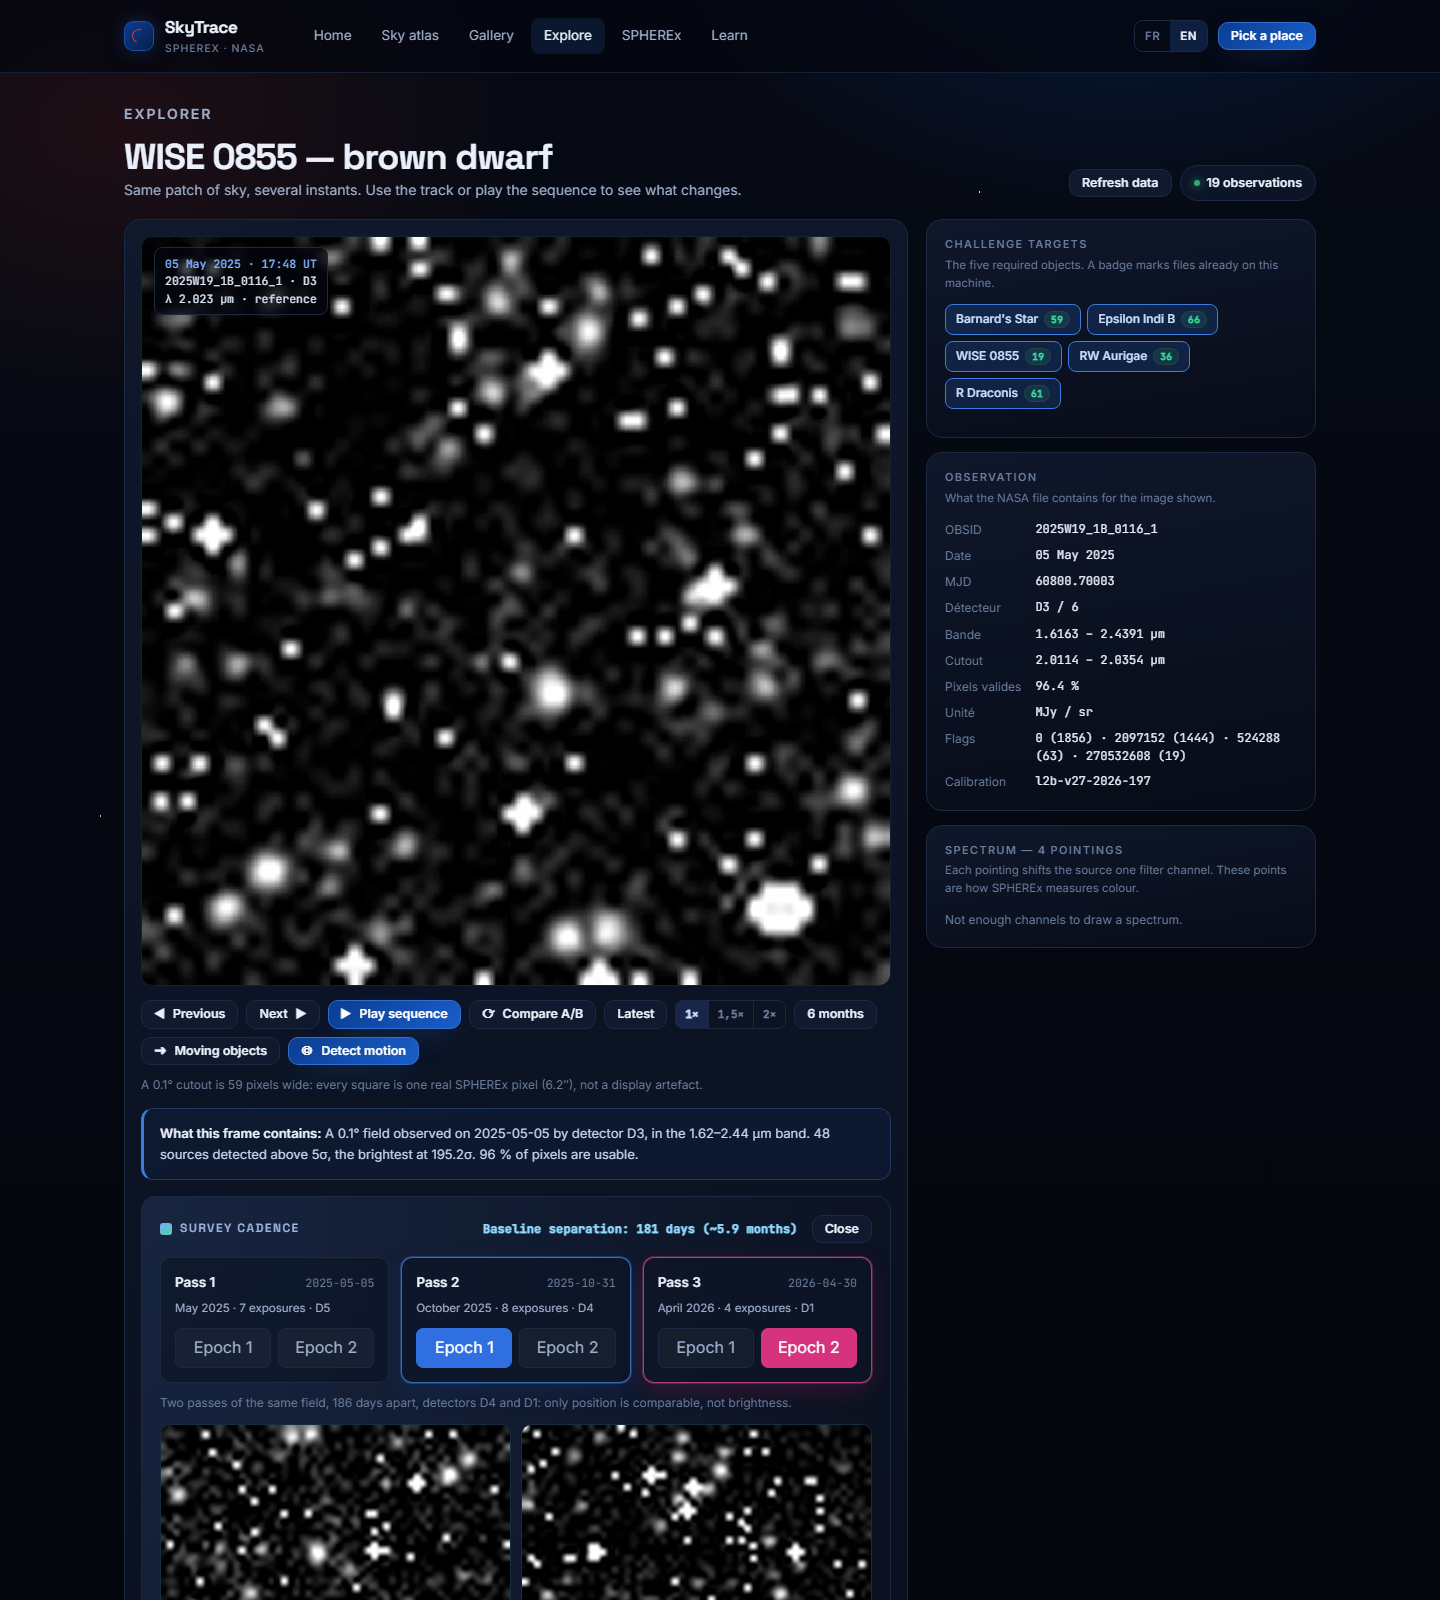 SkyTrace
SPHEREX · NASA
Home
Sky atlas
Gallery
Explore
SPHEREx
Learn
FR
EN
Pick a place
EXPLORER
WISE 0855 — brown dwarf
Same patch of sky, several instants. Use the track or play the sequence to see what changes.
Refresh data
19 observations
05 May 2025 · 17:48 UT
2025W19_1B_0116_1 · D3
λ 2.023 µm · reference
Previous
Next
Play sequence
Compare A/B
Latest
1×
1,5×
2×
6 months
Moving objects
Detect motion
A 0.1° cutout is 59 pixels wide: every square is one real SPHEREx pixel (6.2″), not a display artefact.
What this frame contains: A 0.1° field observed on 2025-05-05 by detector D3, in the 1.62–2.44 µm band. 48
sources detected above 5σ, the brightest at 195.2σ. 96 % of pixels are usable.
SURVEY CADENCE
Baseline separation: 181 days (~5.9 months)
Close
Pass 1
2025-05-05
May 2025 · 7 exposures · D5
Epoch 1
Epoch 2
Pass 2
2025-10-31
October 2025 · 8 exposures · D4
Epoch 1
Epoch 2
Pass 3
2026-04-30
April 2026 · 4 exposures · D1
Epoch 1
Epoch 2
Two passes of the same field, 186 days apart, detectors D4 and D1: only position is comparable, not brightness.
CHALLENGE TARGETS
The five required objects. A badge marks files already on this
machine.
Barnard's Star 59
Epsilon Indi B 66
WISE 0855 19
RW Aurigae 36
R Draconis 61
OBSERVATION
What the NASA file contains for the image shown.
OBSID 2025W19_1B_0116_1
Date 05 May 2025
MJD 60800.70003
Détecteur D3 / 6
Bande 1.6163 – 2.4391 µm
Cutout 2.0114 – 2.0354 µm
Pixels valides 96.4 %
Unité MJy / sr
Flags 0 (1856) · 2097152 (1444) · 524288
(63) · 270532608 (19)
Calibration l2b-v27-2026-197
SPECTRUM — 4 POINTINGS
Each pointing shifts the source one filter channel. These points
are how SPHEREx measures colour.
Not enough channels to draw a spectrum.